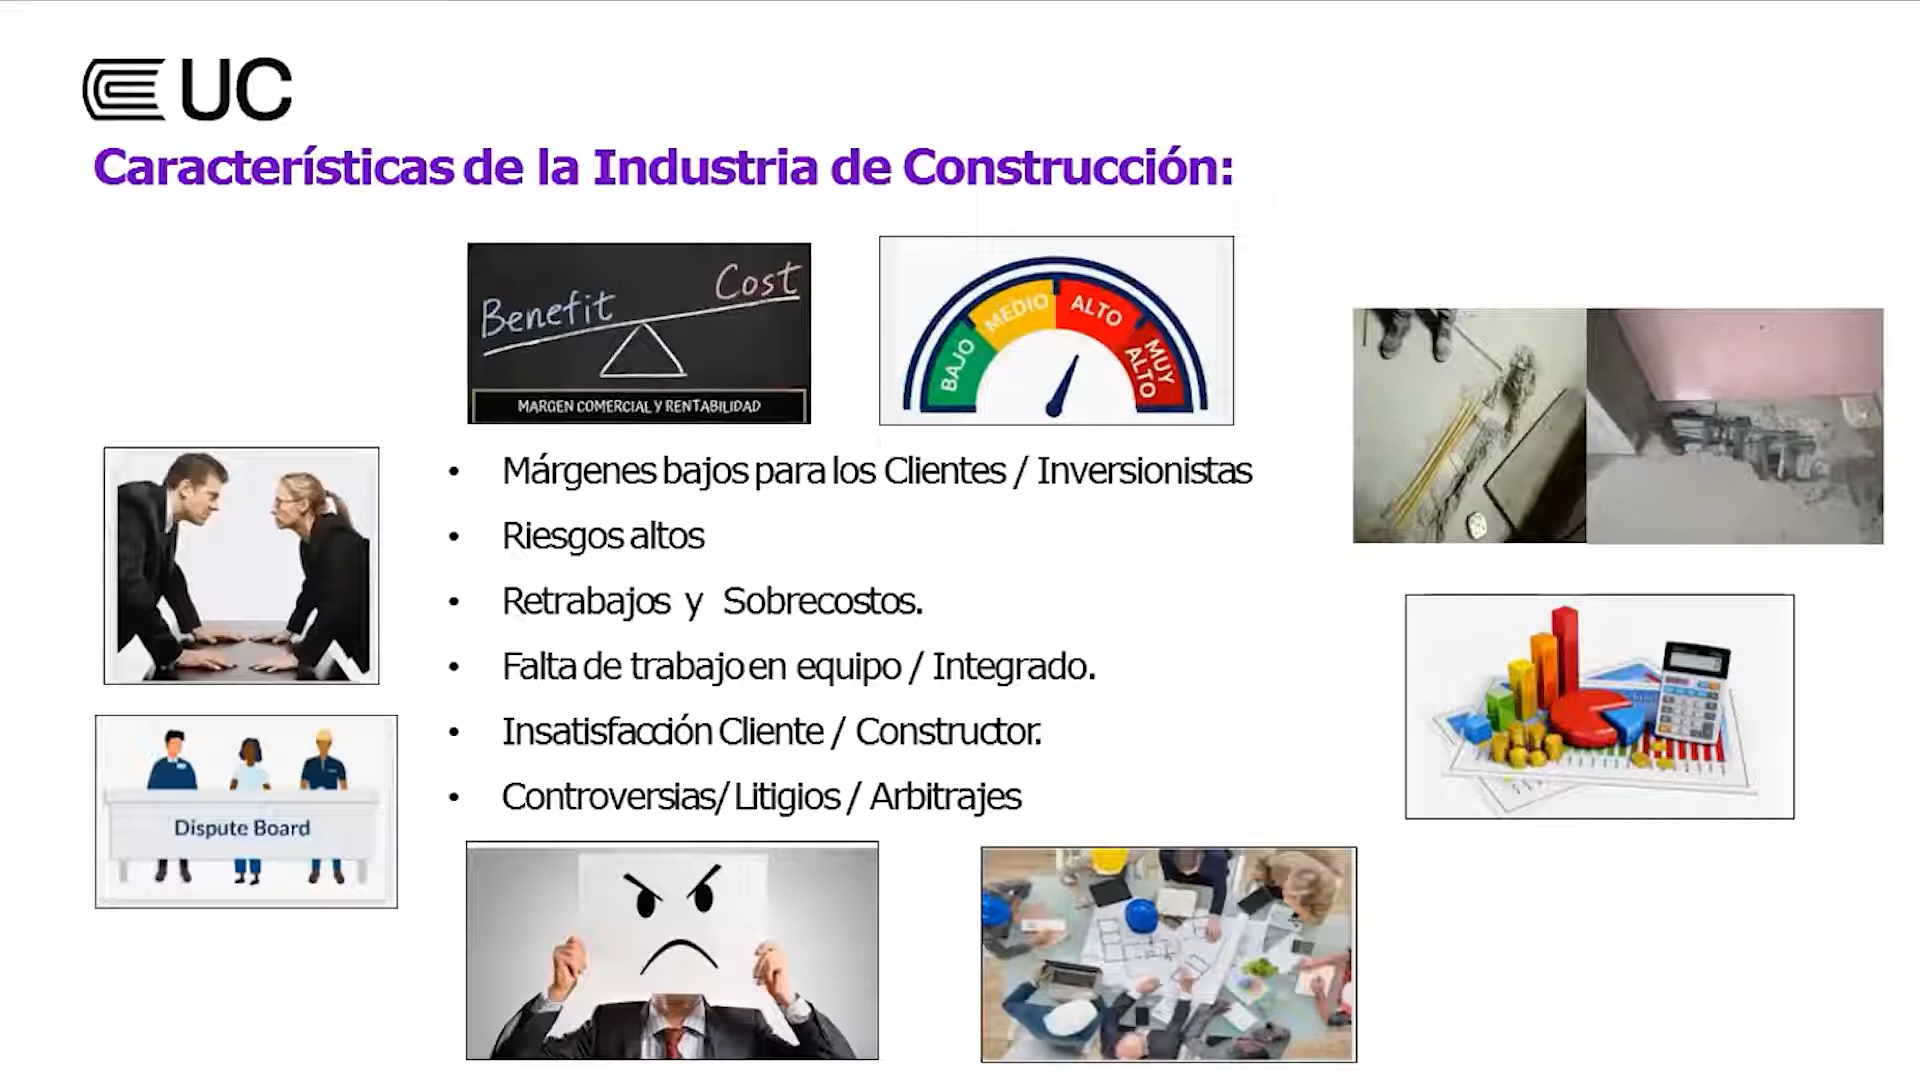 UC
Características de la Industria de Construcción:
Benefit
Cost
MARGEN COMERCIAL Y RENTABILIDAD
BAJO
MEDIO
ALTO
MUY
ALTO
• Márgenes bajos para los Clientes / Inversionistas
• Riesgos altos
• Retrabajos y Sobrecostos.
• Falta de trabajo en equipo / Integrado.
• Insatisfacción Cliente / Constructor.
• Controversias/ Litigios / Arbitrajes
Dispute Board